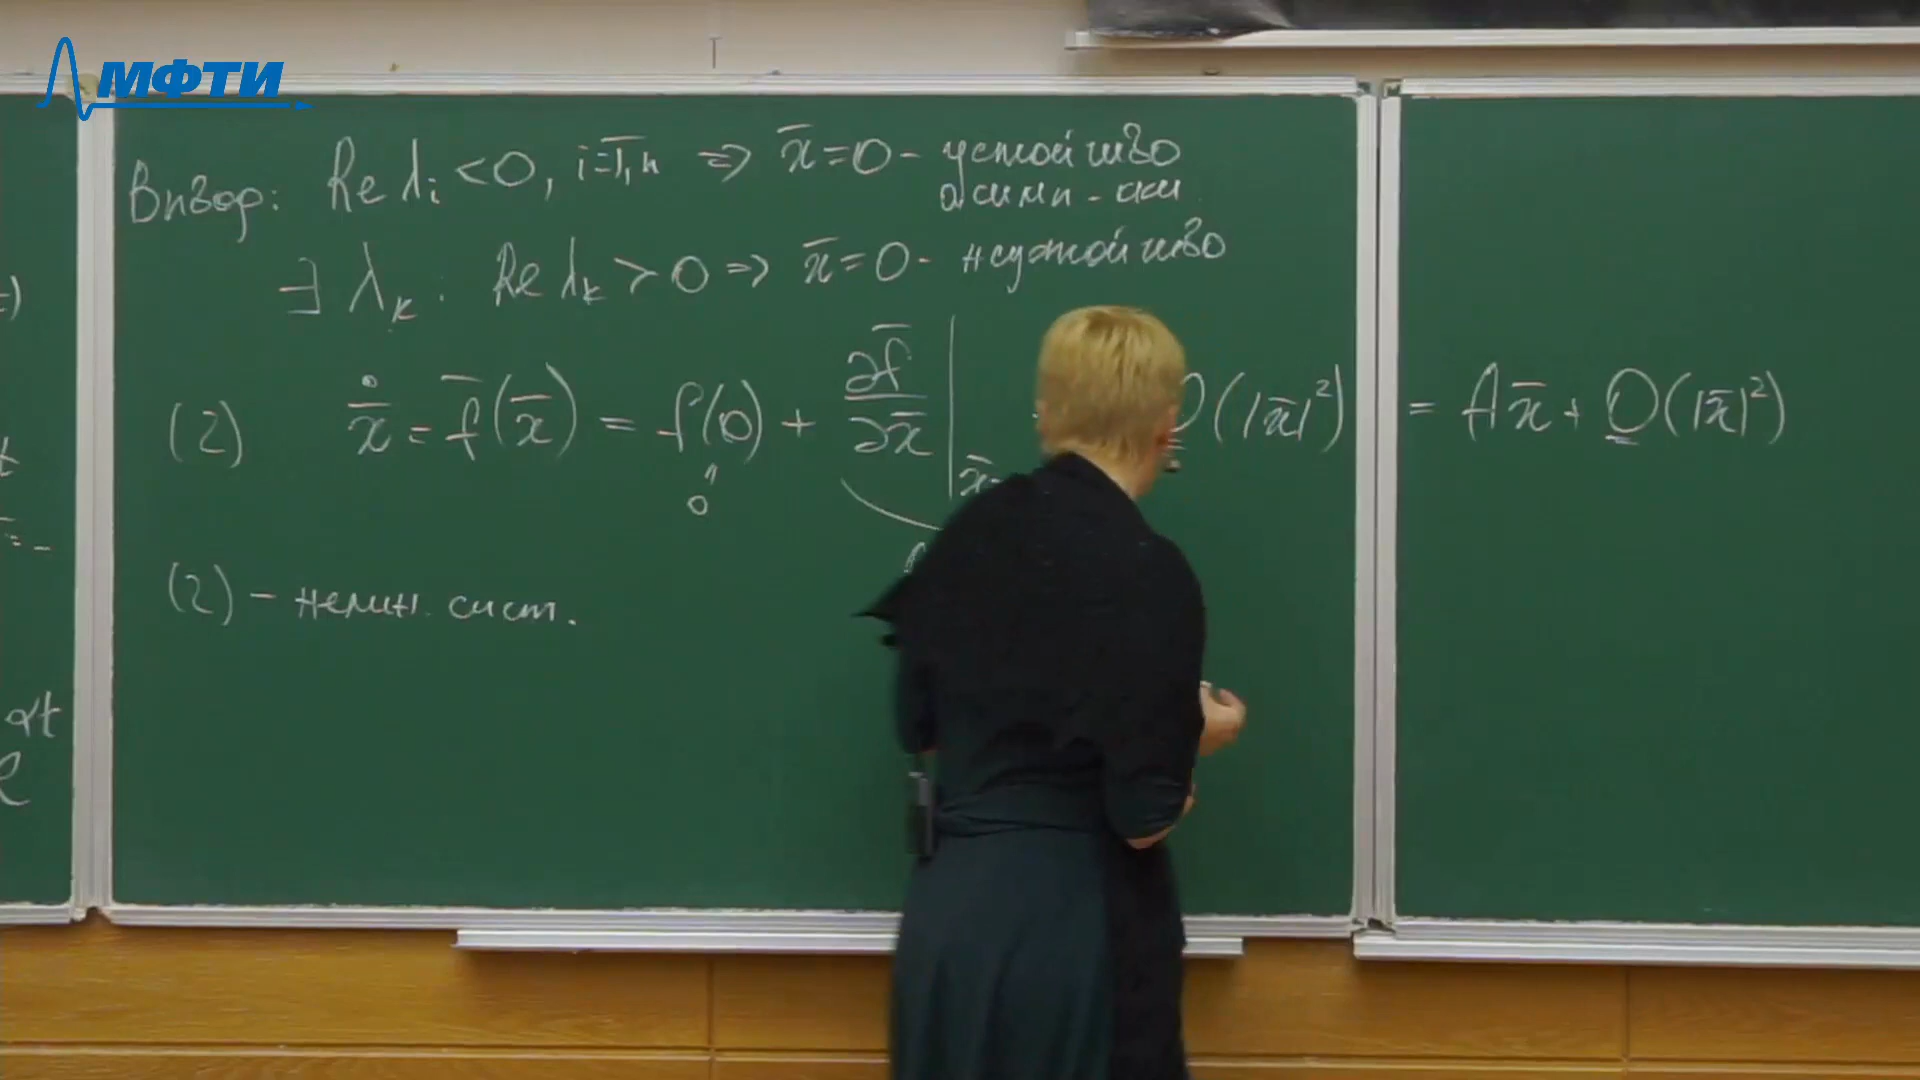 МФТИ
Вывод: Re λᵢ < 0, i=1,n ⇒ x̄=0 – устойчиво
асимп-ски
∃ λₖ: Re λₖ > 0 ⇒ x̄=0 – неустойчиво
(2) ẋ̄ = f̄(x̄) = f(0) + ∂f̄/∂x̄ | O(|x̄|²) = Ax̄ + O(|x̄|²)
x̄=
"
0
(2) – нелин. сист.
αt
e